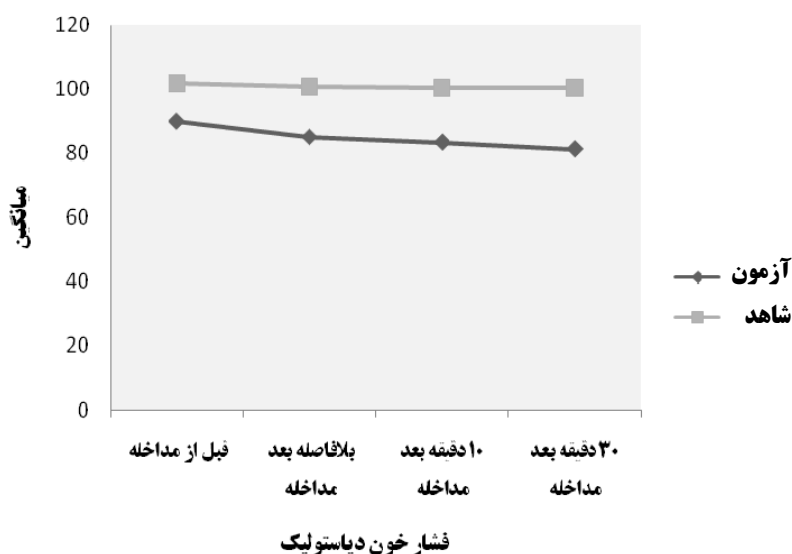 120
100
80
60
40
20
0
میانگین
قبل از مداخله
بلافاصله بعد
مداخله
۱۰ دقیقه بعد
مداخله
۳۰ دقیقه بعد
مداخله
فشار خون دیاستولیک
آزمون
شاهد